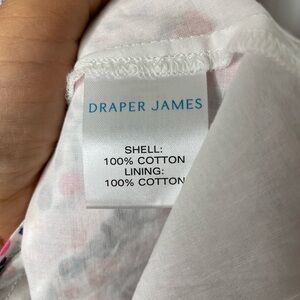 DRAPER JAMES
SHELL:
100% COTTON
LINING:
100% COTTON